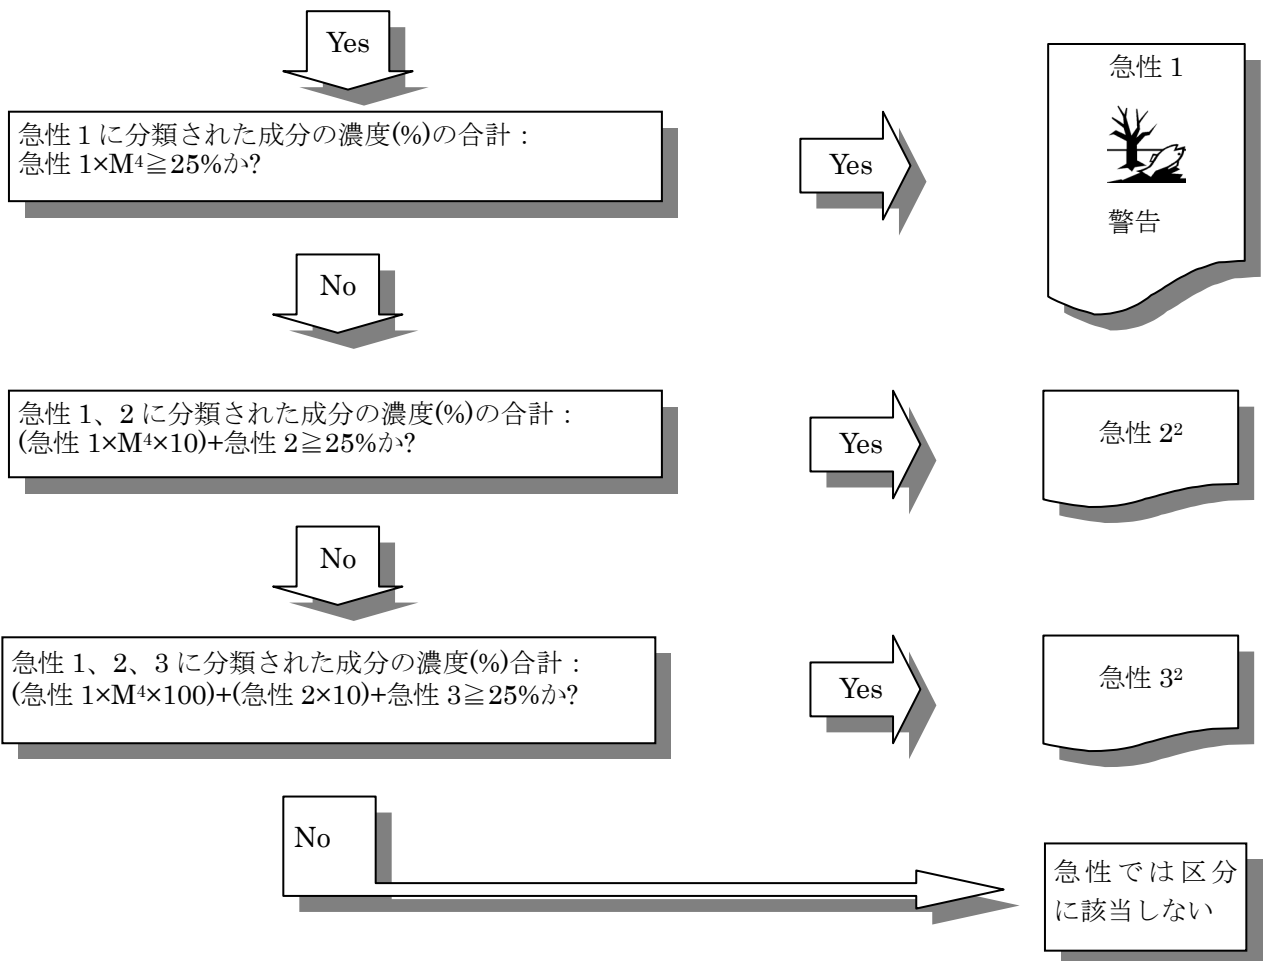 Yes
急性 1
急性 1 に分類された成分の濃度(%)の合計：
急性 1×M⁴≧25%か?
Yes
警告
No
急性 1、2 に分類された成分の濃度(%)の合計：
(急性 1×M⁴×10)+急性 2≧25%か?
Yes
急性 2²
No
急性 1、2、3 に分類された成分の濃度(%)合計：
(急性 1×M⁴×100)+(急性 2×10)+急性 3≧25%か?
Yes
急性 3²
No
急性では区分
に該当しない